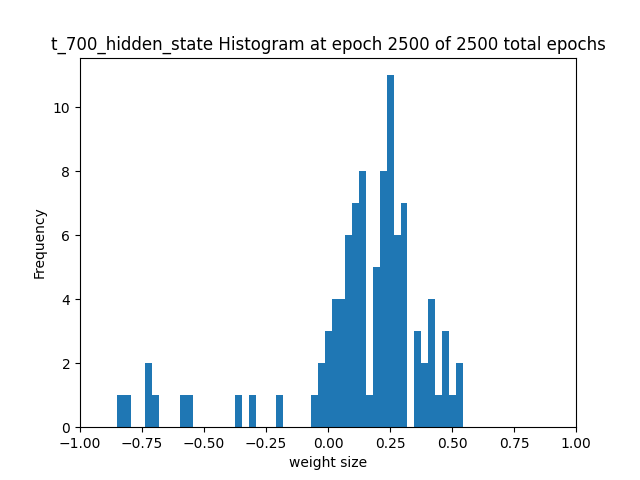 t_700_hidden_state Histogram at epoch 2500 of 2500 total epochs
10
8
6
4
2
0
Frequency
−1.00 −0.75 −0.50 −0.25 0.00 0.25 0.50 0.75 1.00
weight size